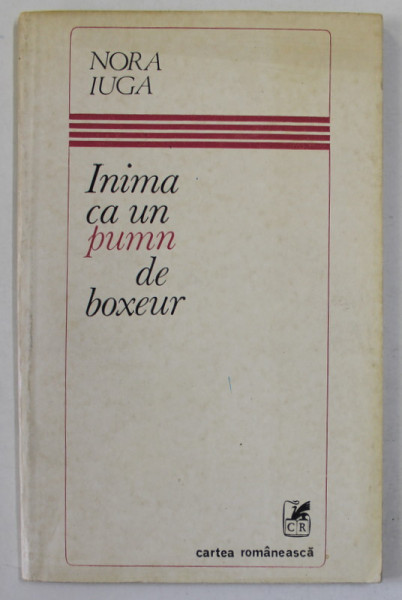 NORA
IUGA
Inima
ca un
pumn
de
boxeur
CR
cartea românească